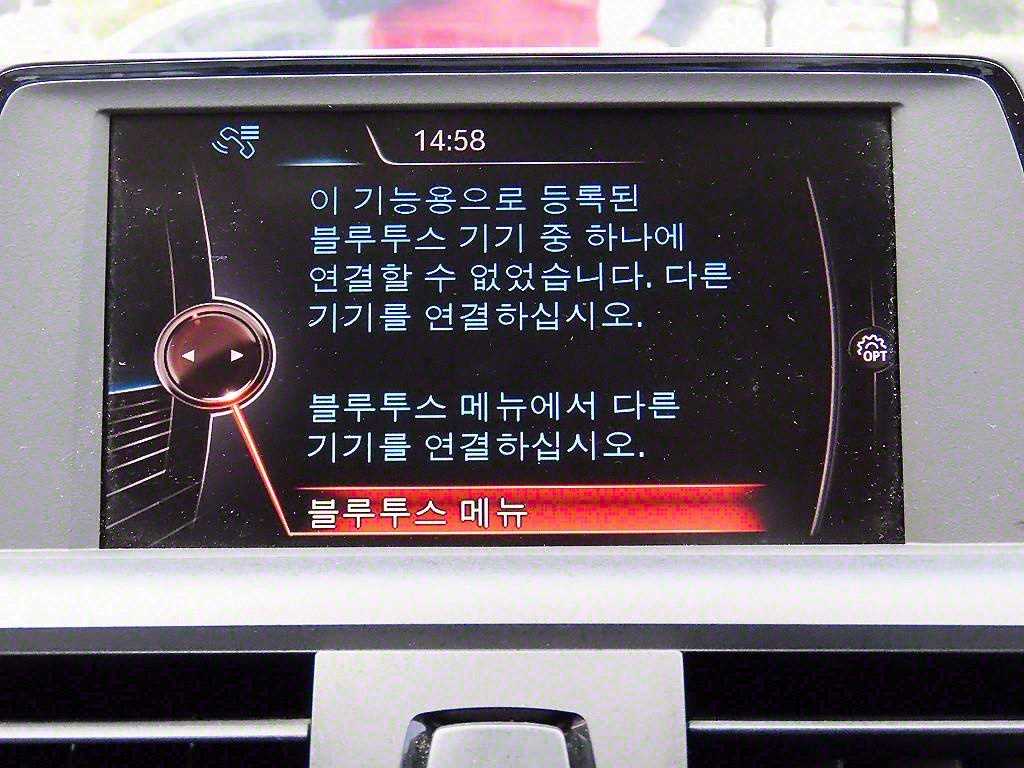 14:58
이 기능용으로 등록된
블루투스 기기 중 하나에
연결할 수 없었습니다. 다른
기기를 연결하십시오.
OPT
블루투스 메뉴에서 다른
기기를 연결하십시오.
블루투스 메뉴